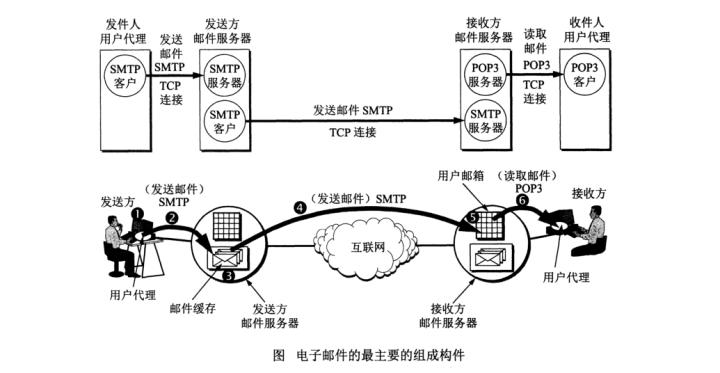 发件人
用户代理
发送
邮件
SMTP
TCP
连接
发送方
邮件服务器
接收方
邮件服务器
读取
邮件
POP3
TCP
连接
收件人
用户代理
SMTP
客户
SMTP
服务器
POP3
服务器
POP3
客户
SMTP
客户
发送邮件 SMTP
TCP 连接
SMTP
服务器
发送方
(发送邮件)
SMTP
(发送邮件) SMTP
用户邮箱
(读取邮件)
POP3
接收方
❶
❷
❸
❹
❺
❻
互联网
用户代理
邮件缓存
发送方
邮件服务器
接收方
邮件服务器
用户代理
图 电子邮件的最主要的组成构件